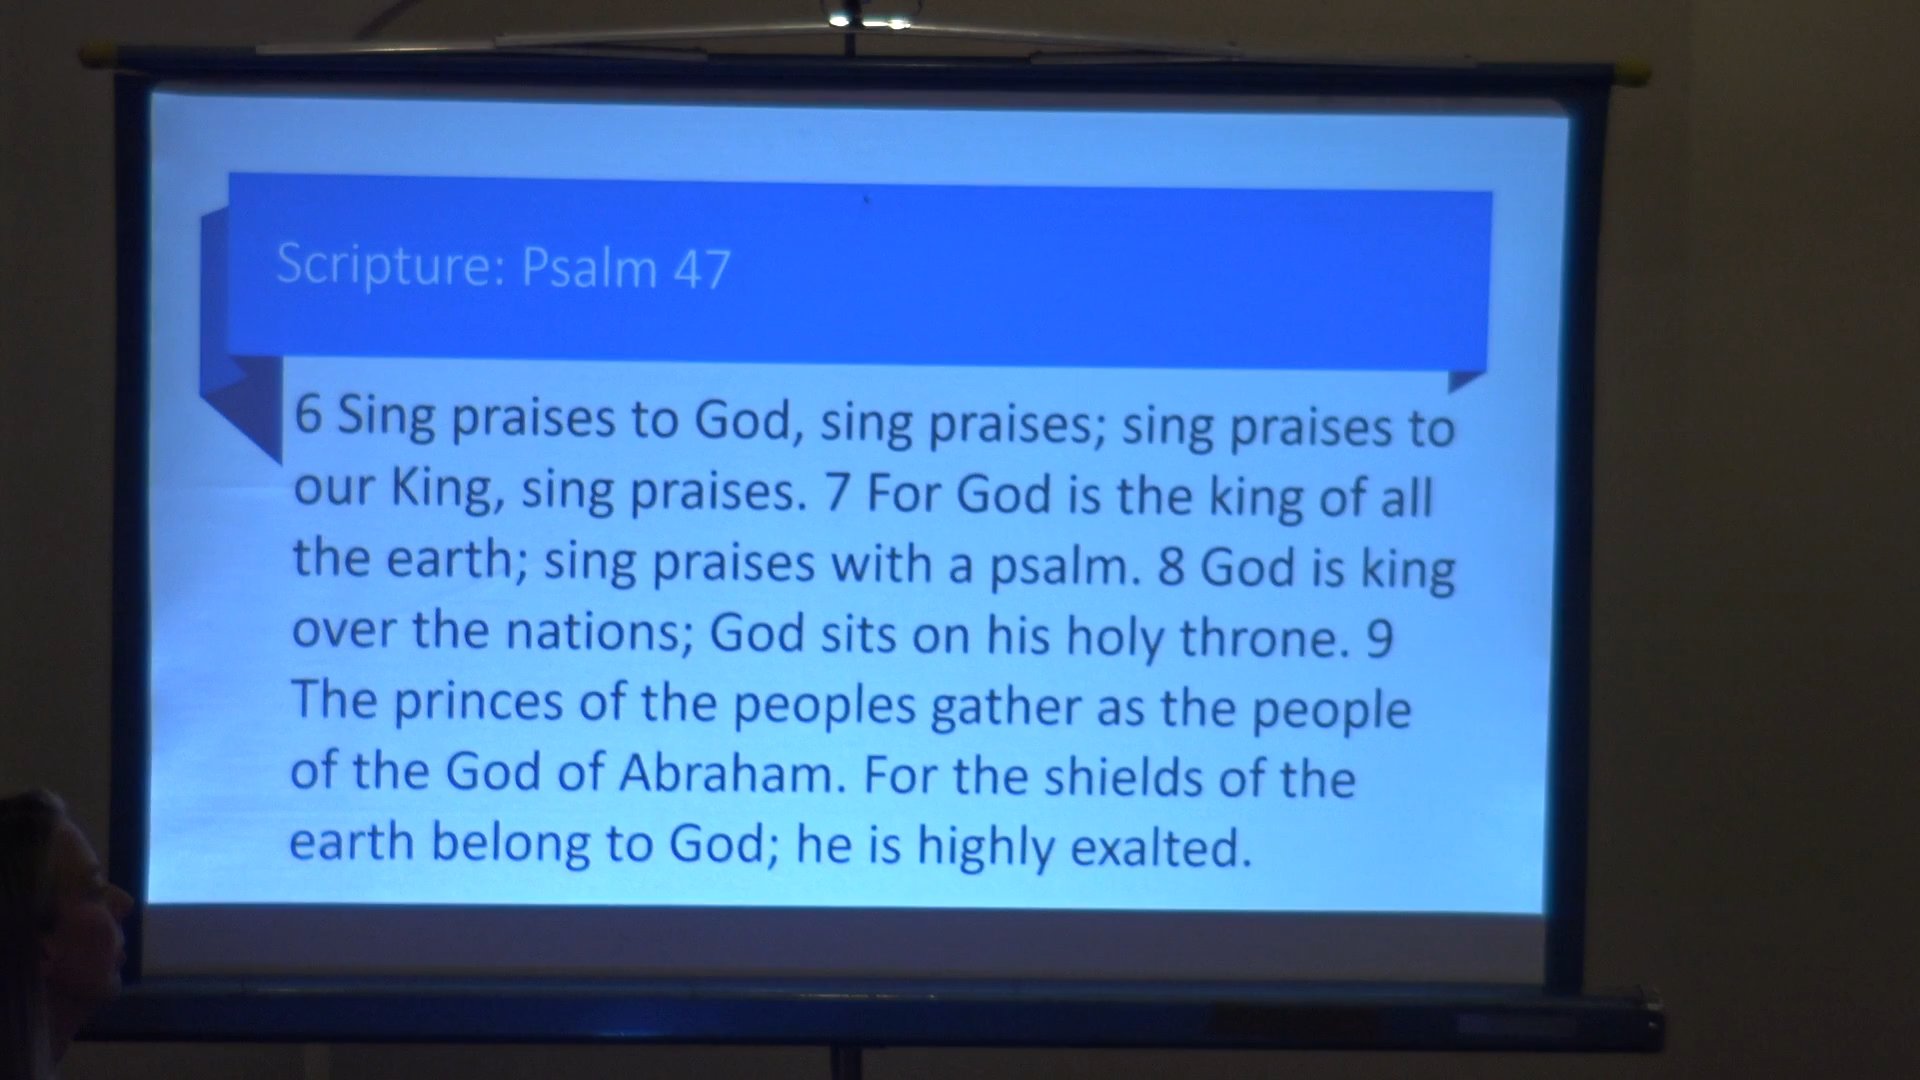 Scripture: Psalm 47
6 Sing praises to God, sing praises; sing praises to
our King, sing praises. 7 For God is the king of all
the earth; sing praises with a psalm. 8 God is king
over the nations; God sits on his holy throne. 9
The princes of the peoples gather as the people
of the God of Abraham. For the shields of the
earth belong to God; he is highly exalted.